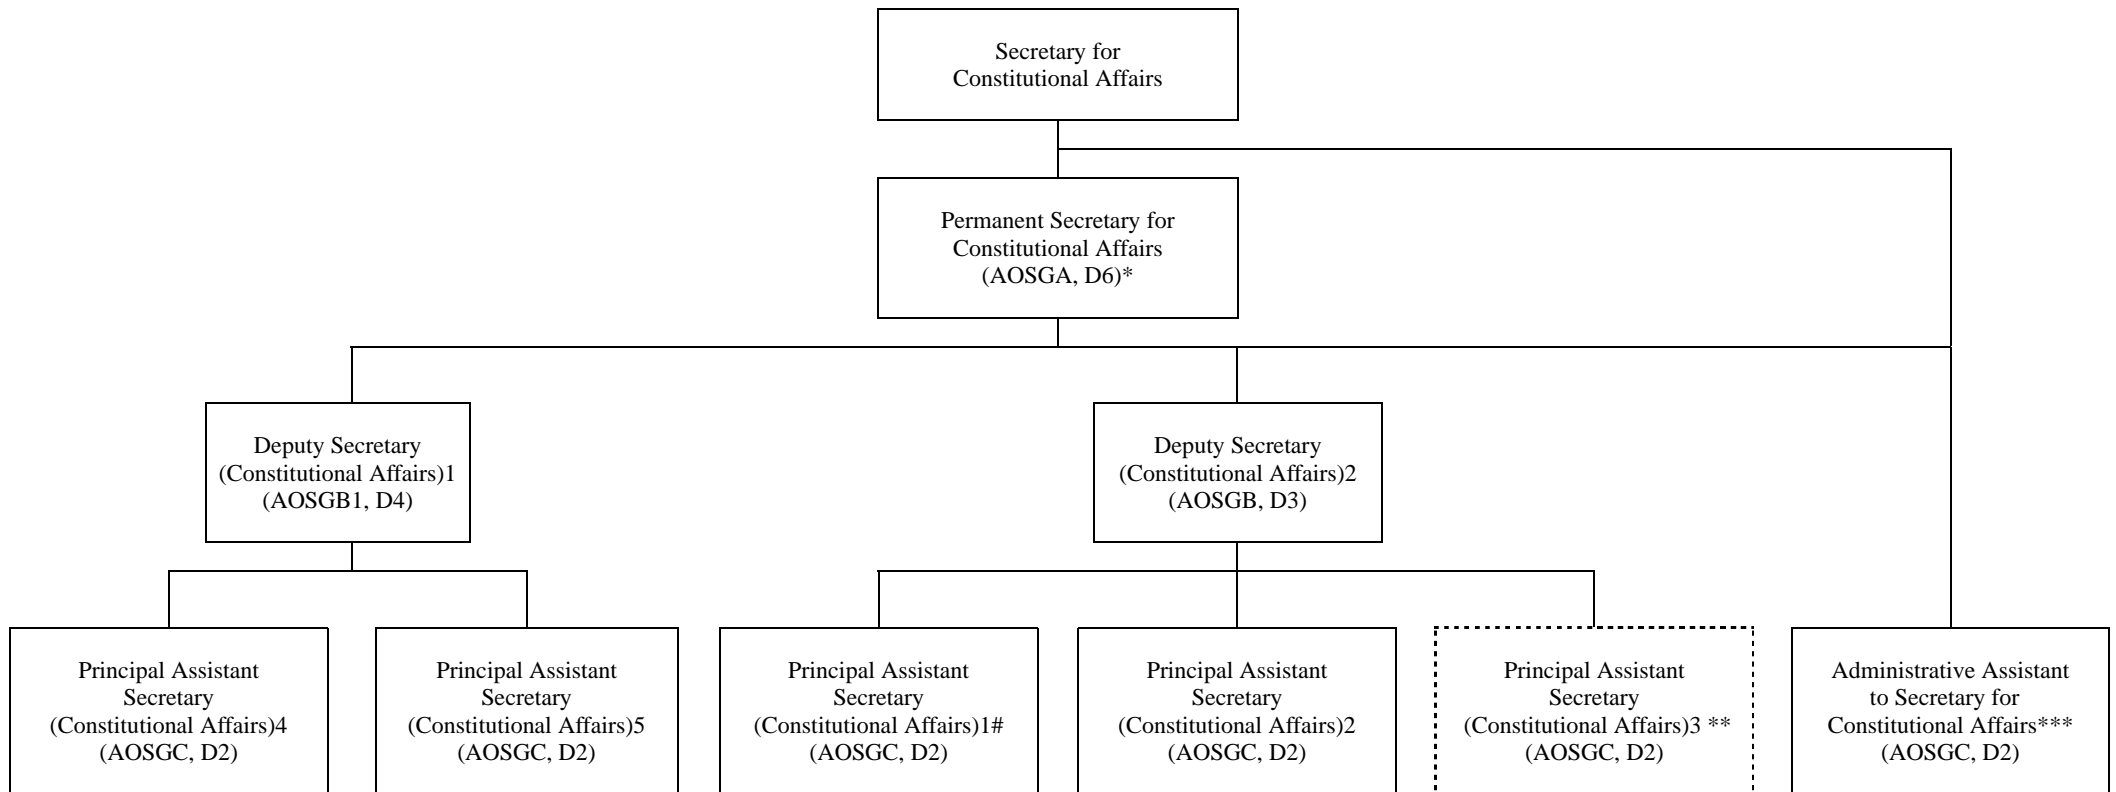 Secretary for
Constitutional Affairs
Permanent Secretary for
Constitutional Affairs
(AOSGA, D6)*
Deputy Secretary
(Constitutional Affairs)1
(AOSGB1, D4)
Deputy Secretary
(Constitutional Affairs)2
(AOSGB, D3)
Principal Assistant
Secretary
(Constitutional Affairs)4
(AOSGC, D2)
Principal Assistant
Secretary
(Constitutional Affairs)5
(AOSGC, D2)
Principal Assistant
Secretary
(Constitutional Affairs)1#
(AOSGC, D2)
Principal Assistant
Secretary
(Constitutional Affairs)2
(AOSGC, D2)
Principal Assistant
Secretary
(Constitutional Affairs)3 **
(AOSGC, D2)
Administrative Assistant
to Secretary for
Constitutional Affairs***
(AOSGC, D2)